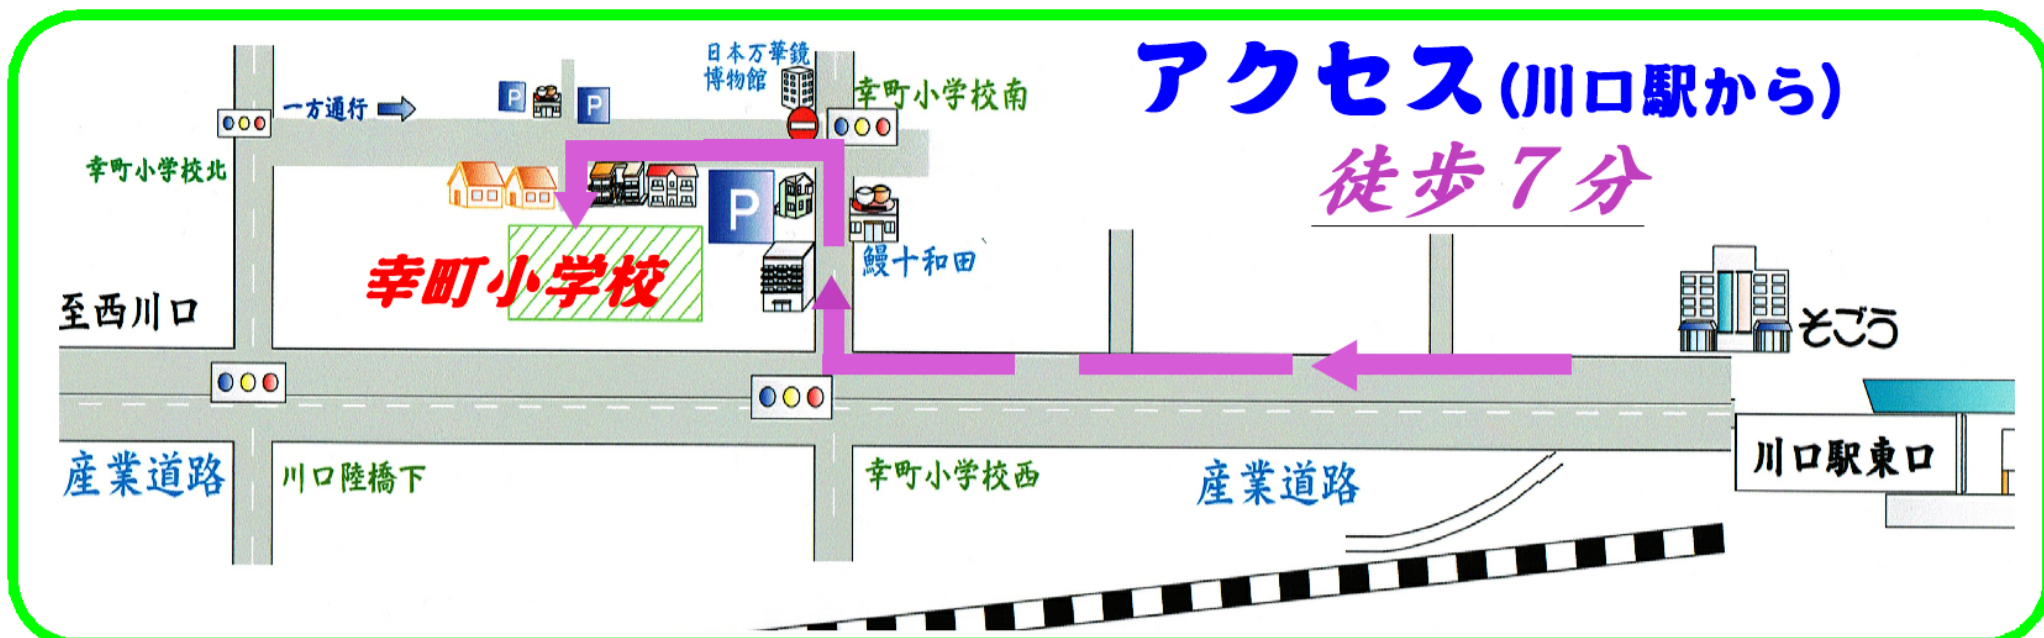 アクセス(川口駅から)
徒歩7分
日本万華鏡
博物館
幸町小学校南
一方通行
P
P
幸町小学校北
P
幸町小学校
鰻十和田
至西川口
そごう
産業道路
川口陸橋下
幸町小学校西
産業道路
川口駅東口